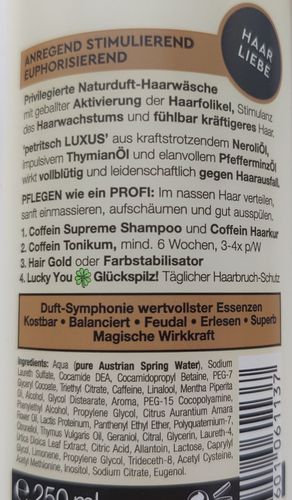 ANREGEND STIMULIEREND
EUPHORISIEREND
HAAR
LIEBE
Privilegierte Naturduft-Haarwäsche
mit geballter Aktivierung der Haarfolikel, Stimulanz
des Haarwachstums und fühlbar kräftigeres Haar.
'petritsch LUXUS' aus kraftstrotzendem NeroliÖl,
impulsivem ThymianÖl und elanvollem PfefferminzÖl
wirkt vollblütig und leidenschaftlich gegen Haarausfall.
PFLEGEN wie ein PROFI: Im nassen Haar verteilen,
sanft einmassieren, aufschäumen und gut ausspülen.
1. Coffein Supreme Shampoo und Coffein Haarkur
2. Coffein Tonikum, mind. 6 Wochen, 3-4x p/W
3. Hair Gold oder Farbstabilisator
4. Lucky You 🍀 Glückspilz! Täglicher Haarbruch-Schutz
Duft-Symphonie wertvollster Essenzen
Kostbar • Balanciert • Feudal • Erlesen • Superb
Magische Wirkkraft
Ingredients: Aqua (pure Austrian Spring Water), Sodium
Laureth Sulfate, Cocamide DEA, Cocamidopropyl Betaine, PEG-7
Glyceryl Cocoate, Triethyl Citrate, Caffeine, Linalool, Mentha Piperita
Oil, Alcohol, Glycol Distearate, Aroma, PEG-15 Cocopolyamine,
Phenylethyl Alcohol, Propylene Glycol, Citrus Aurantium Amara
Flower Oil, Lactis Proteinum, Panthenyl Ethyl Ether, Polyquaternium-7,
Citronellol, Thymus Vulgaris Oil, Geraniol, Citral, Glycerin, Laureth-4,
Urtica Dioica Leaf Extract, Citric Acid, Allantoin, Lactose, Caprylyl
Glycol, Limonene, Propylene Glycol, Trideceth-8, Acetyl Cysteine,
Acetyl Methionine, Inositol, Sodium Citrate, Eugenol.
250 ml